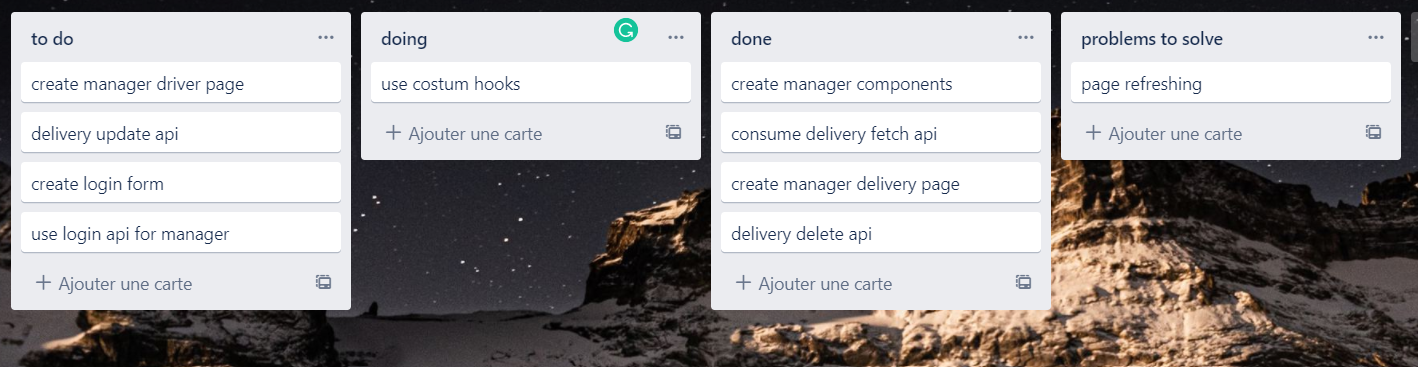 to do
create manager driver page
delivery update api
create login form
use login api for manager
Ajouter une carte
doing
use costum hooks
Ajouter une carte
done
create manager components
consume delivery fetch api
create manager delivery page
delivery delete api
Ajouter une carte
problems to solve
page refreshing
Ajouter une carte